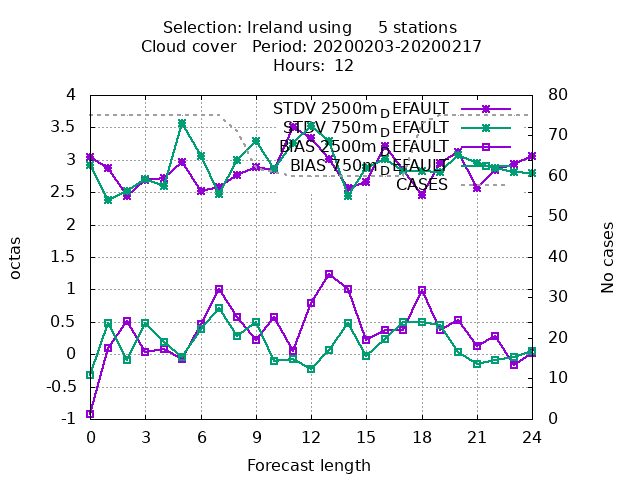 Selection: Ireland using     5 stations
Cloud cover   Period: 20200203-20200217
Hours:  12
STDV 2500m_DEFAULT
STDV 750m_DEFAULT
BIAS 2500m_DEFAULT
BIAS 750m_DEFAULT
CASES
4
3.5
3
2.5
2
1.5
1
0.5
0
-0.5
-1
80
70
60
50
40
30
20
10
0
octas
No cases
0 3 6 9 12 15 18 21 24
Forecast length